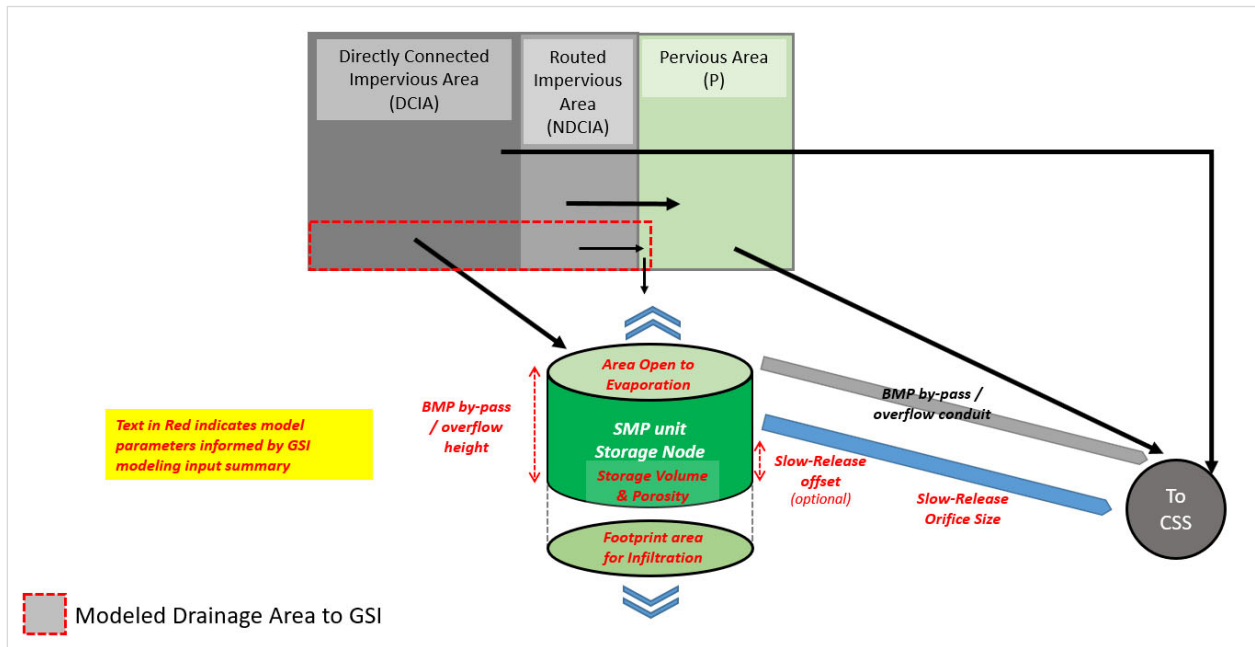 Directly Connected
Impervious Area
(DCIA)
Routed
Impervious
Area
(NDCIA)
Pervious Area
(P)
Area Open to
Evaporation
BMP by-pass
/ overflow
height
SMP unit
Storage Node
Storage Volume
& Porosity
BMP by-pass /
overflow conduit
Slow-Release
offset
(optional)
Slow-Release
Orifice Size
To
CSS
Text in Red indicates model
parameters informed by GSI
modeling input summary
Footprint area
for Infiltration
Modeled Drainage Area to GSI